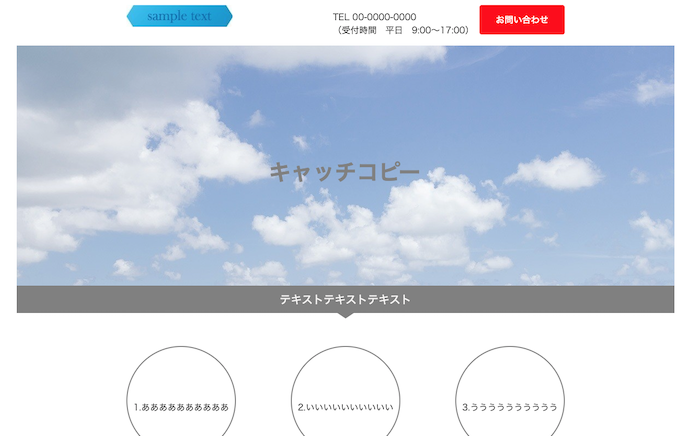 sample text
TEL 00-0000-0000
（受付時間　平日　9:00〜17:00）
お問い合わせ
キャッチコピー
テキストテキストテキスト
1.ああああああああああ
2.いいいいいいいいいい
3.うううううううううう